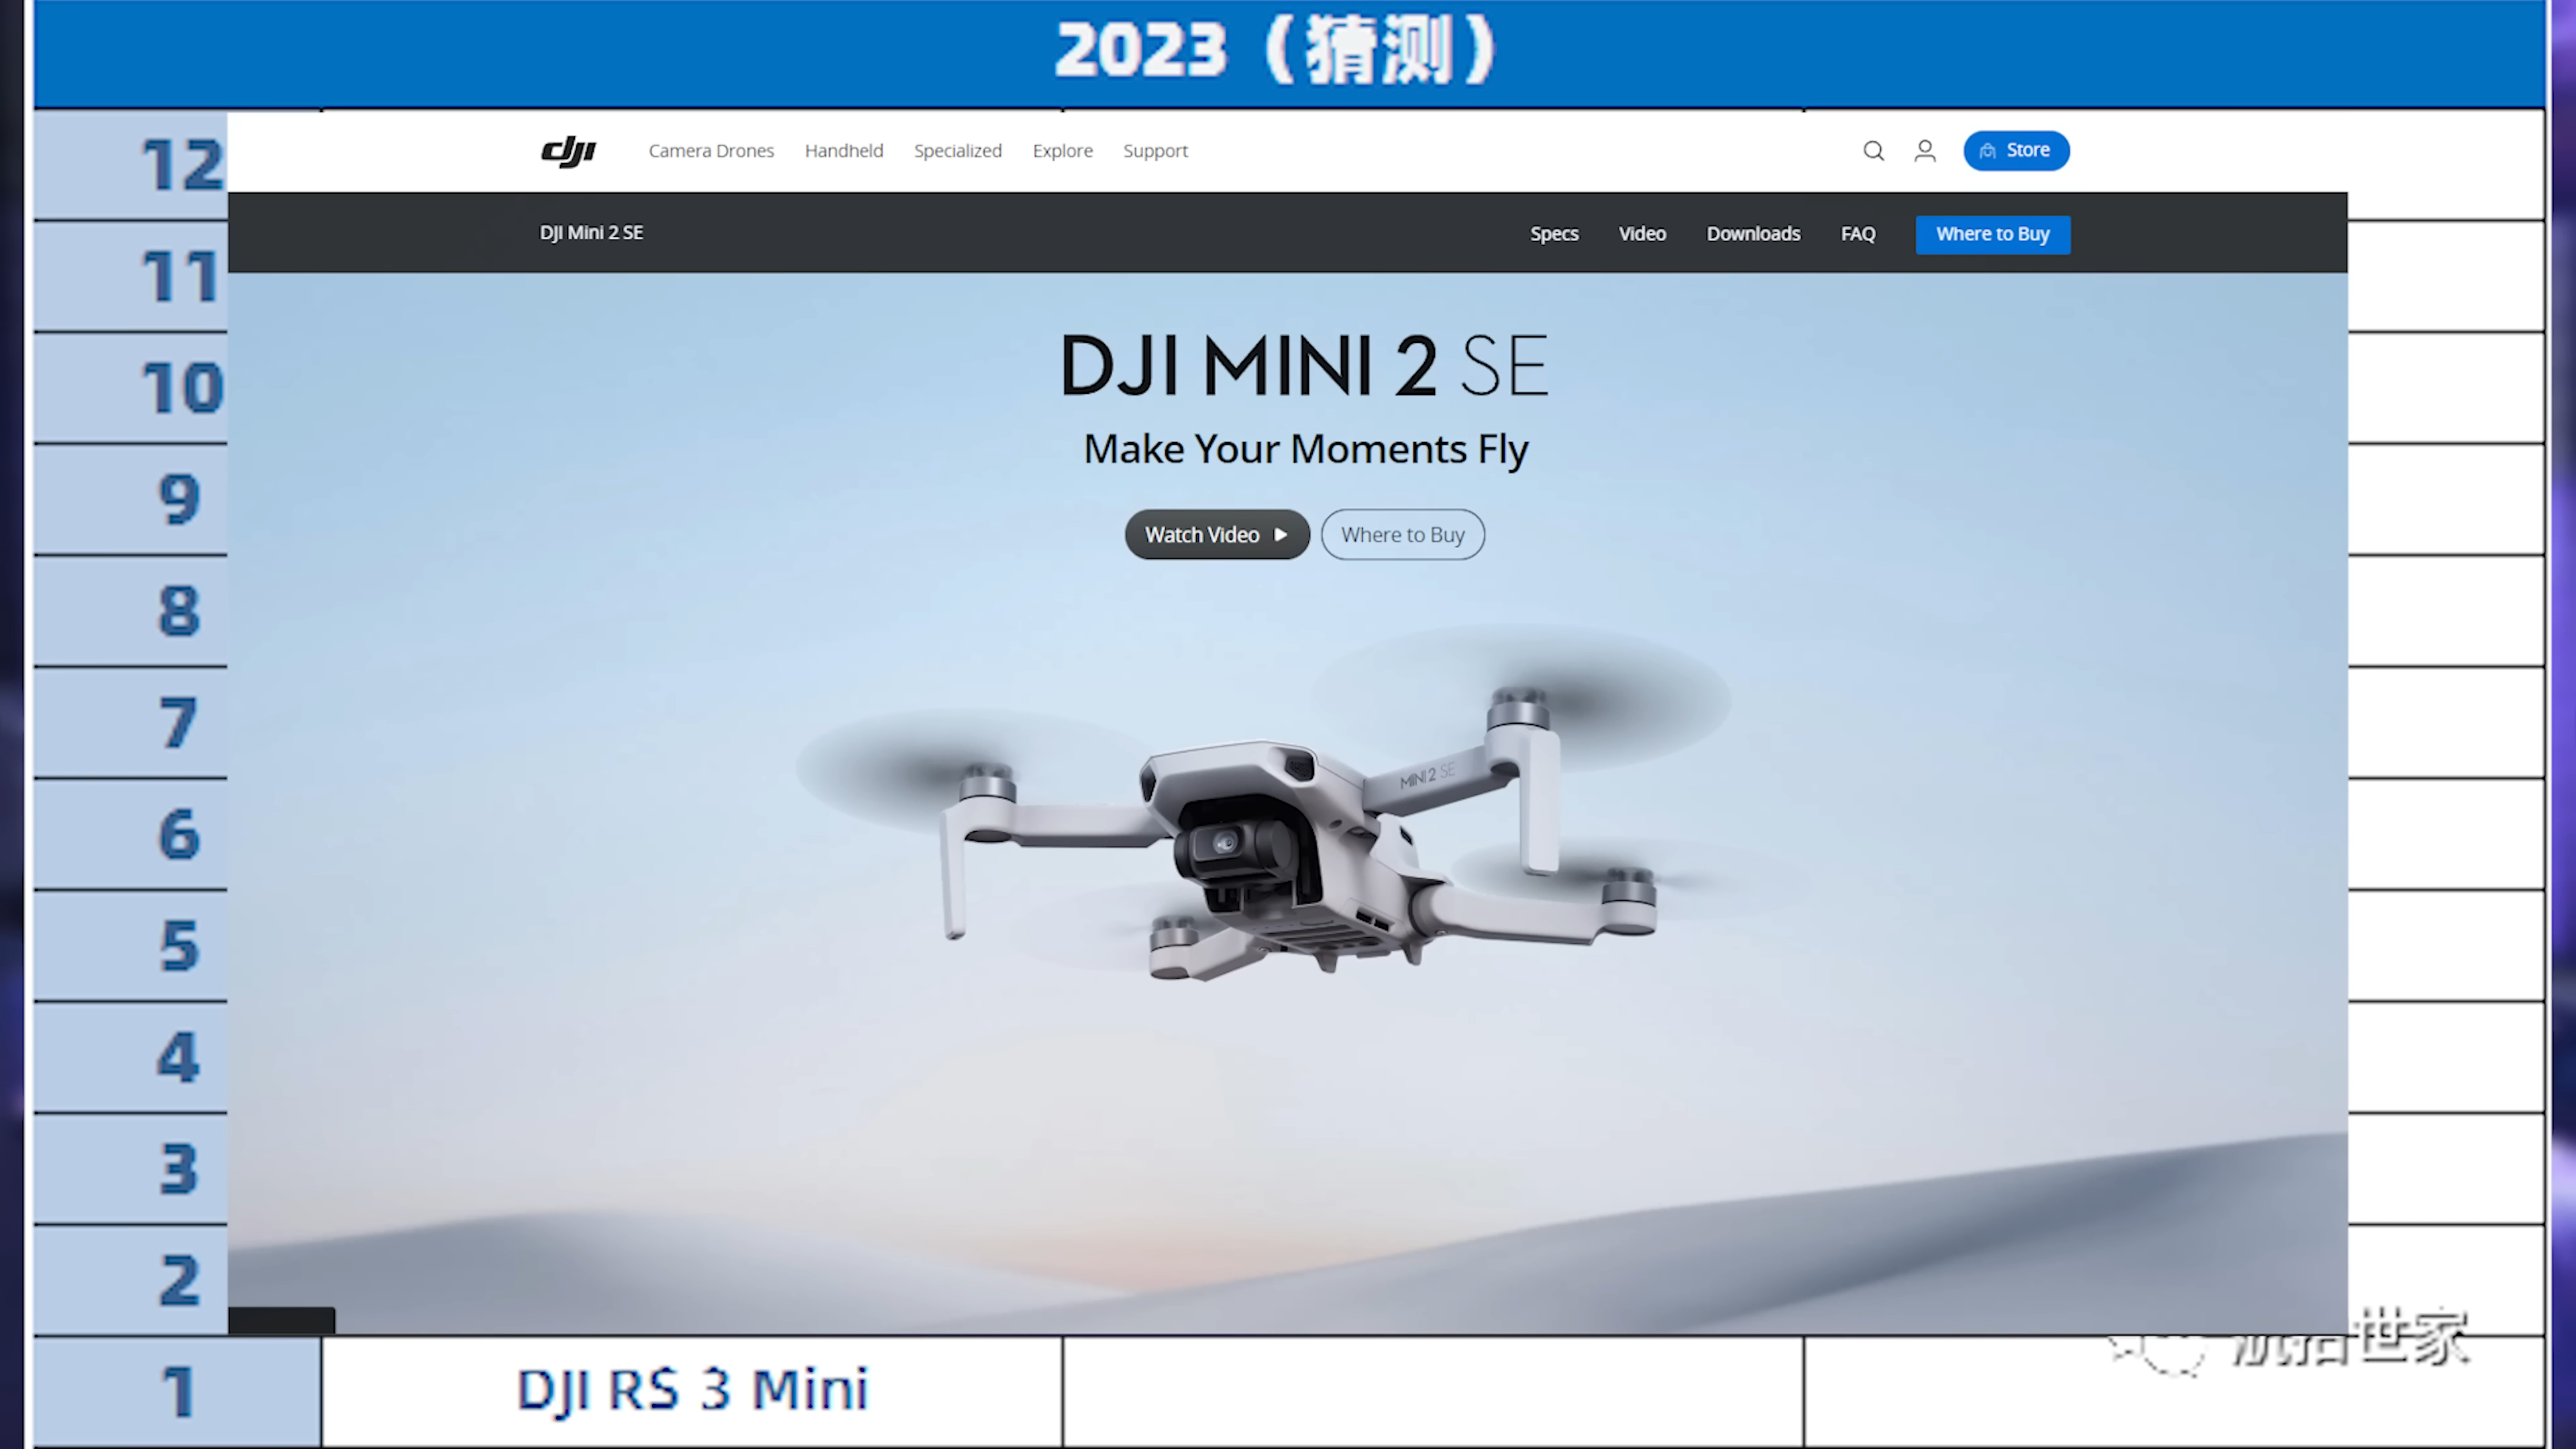 2023（猜测）
12
dji
Camera Drones
Handheld
Specialized
Explore
Support
Store
DJI Mini 2 SE
Specs
Video
Downloads
FAQ
Where to Buy
11
DJI MINI 2 SE
10
Make Your Moments Fly
9
Watch Video
Where to Buy
8
7
MINI 2 SE
6
5
4
3
2
航拍世家
1
DJI RS 3 Mini